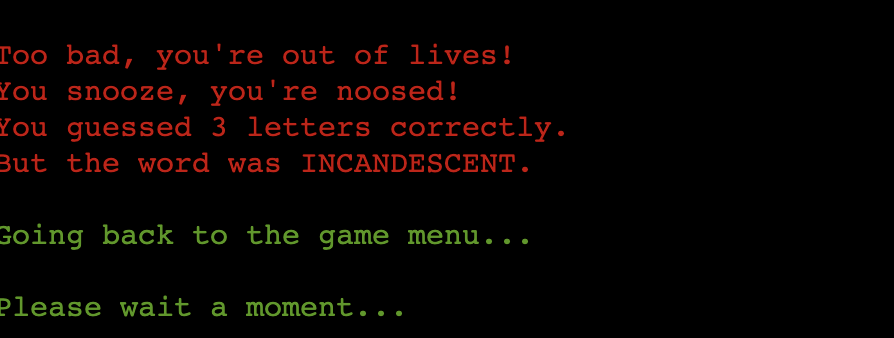 Too bad, you're out of lives!
You snooze, you're noosed!
You guessed 3 letters correctly.
But the word was INCANDESCENT.
Going back to the game menu...
Please wait a moment...